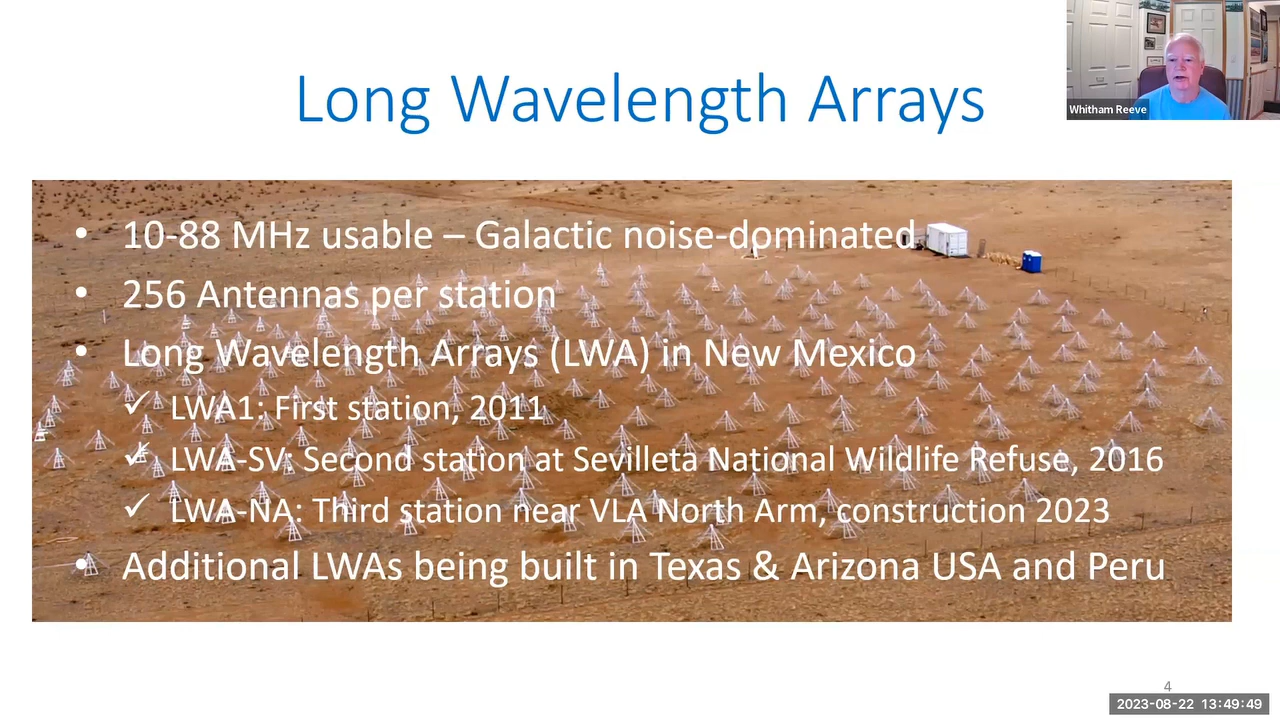 Long Wavelength Arrays
Whitham Reeve
• 10-88 MHz usable – Galactic noise-dominated
• 256 Antennas per station
• Long Wavelength Arrays (LWA) in New Mexico
✓ LWA1: First station, 2011
✓ LWA-SV: Second station at Sevilleta National Wildlife Refuse, 2016
✓ LWA-NA: Third station near VLA North Arm, construction 2023
• Additional LWAs being built in Texas & Arizona USA and Peru
4
2023-08-22 13:49:49